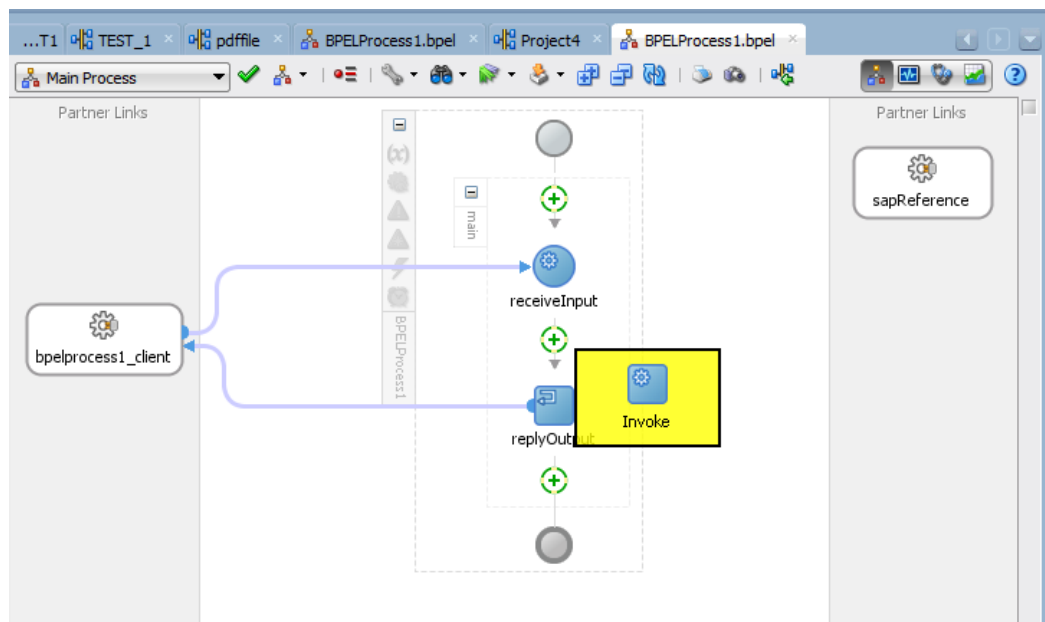 ...T1 TEST_1 pdffile BPELProcess1.bpel Project4 BPELProcess1.bpel
Main Process
Partner Links
Partner Links
(x)
sapReference
main
receiveInput
BPELProcess1
bpelprocess1_client
Invoke
replyOutput